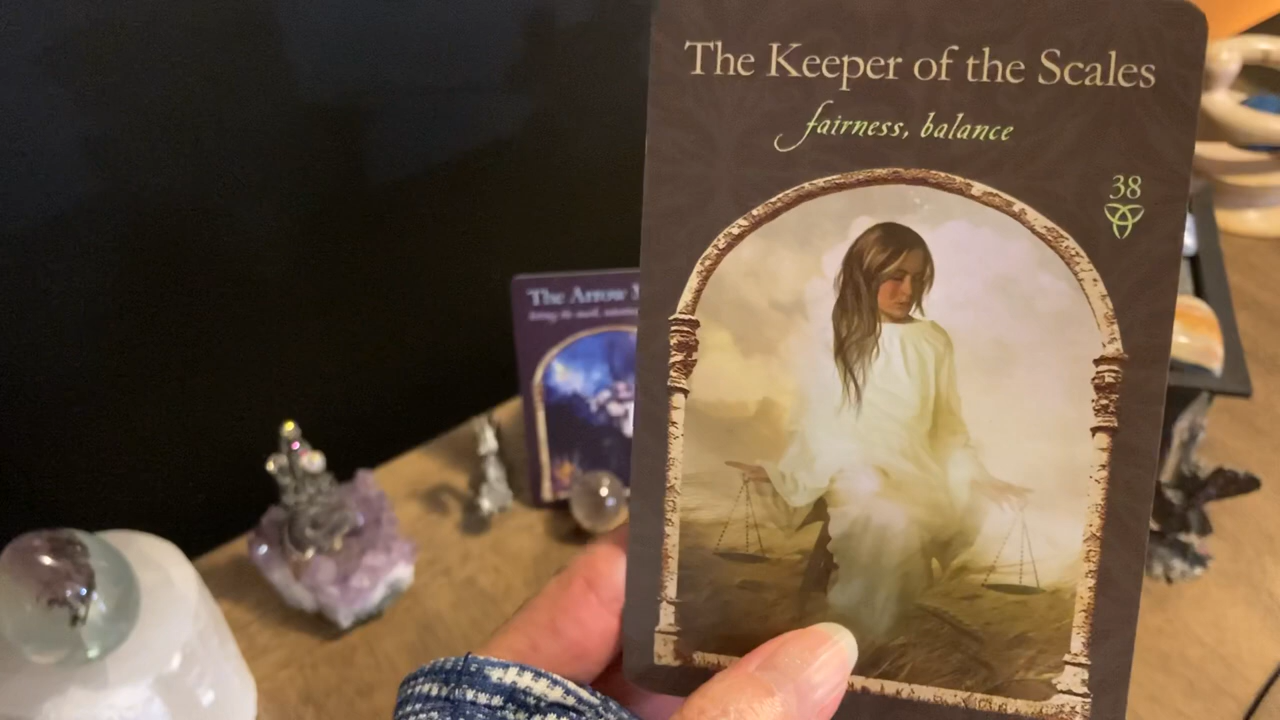 The Keeper of the Scales
fairness, balance
38
The Arrow